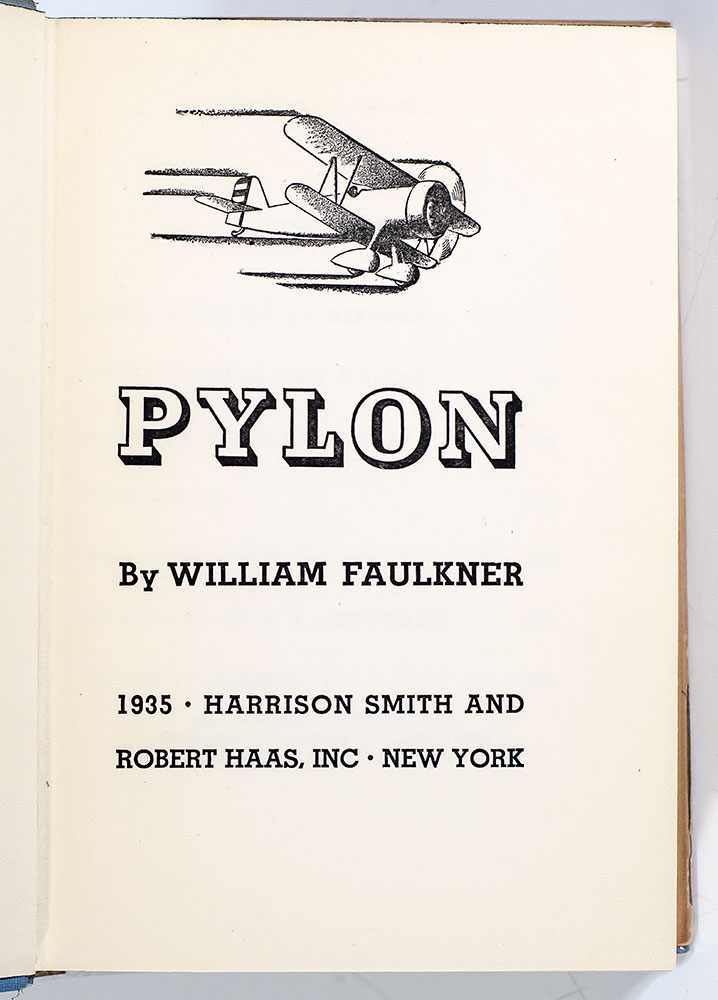 PYLON
By WILLIAM FAULKNER
1935 · HARRISON SMITH AND
ROBERT HAAS, INC · NEW YORK